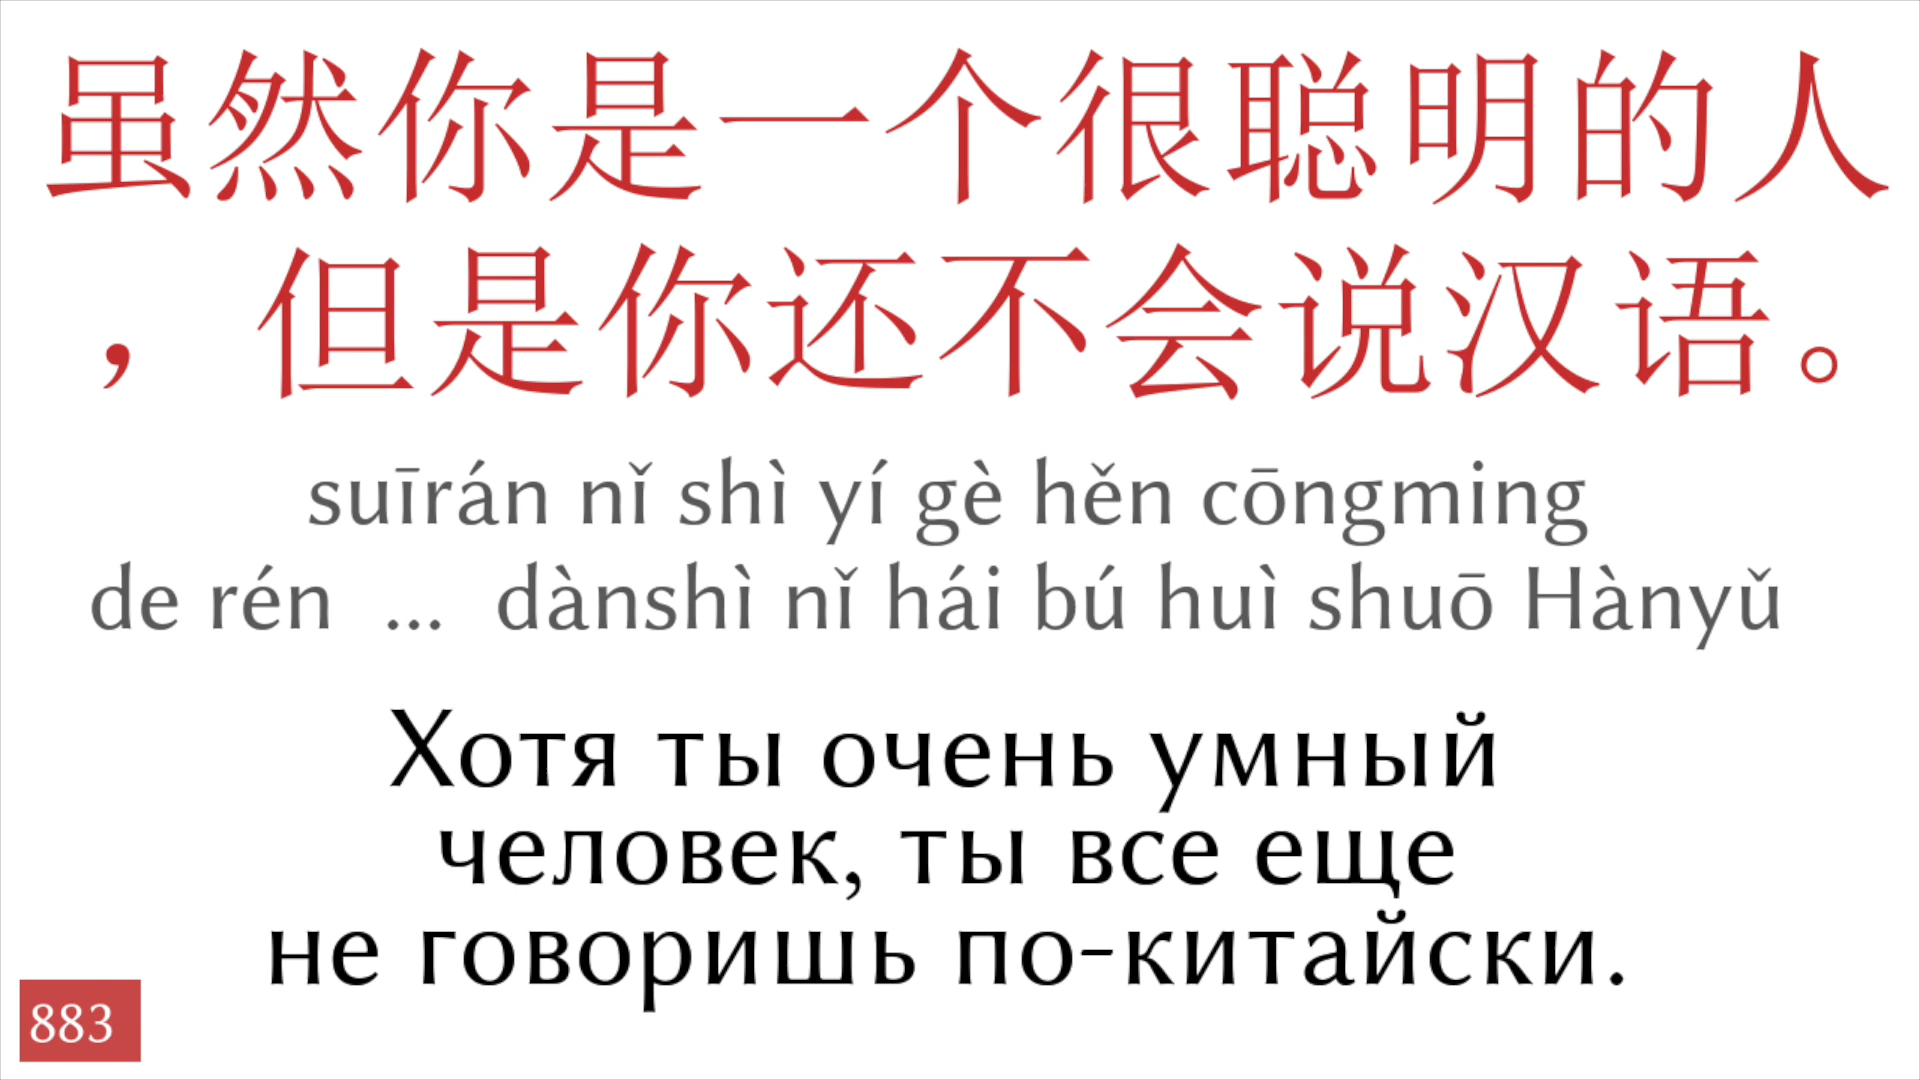 虽然你是一个很聪明的人
，但是你还不会说汉语。
suīrán nǐ shì yí gè hěn cōngming
de rén ... dànshì nǐ hái bú huì shuō Hànyǔ
Хотя ты очень умный
человек, ты все еще
не говоришь по-китайски.
883